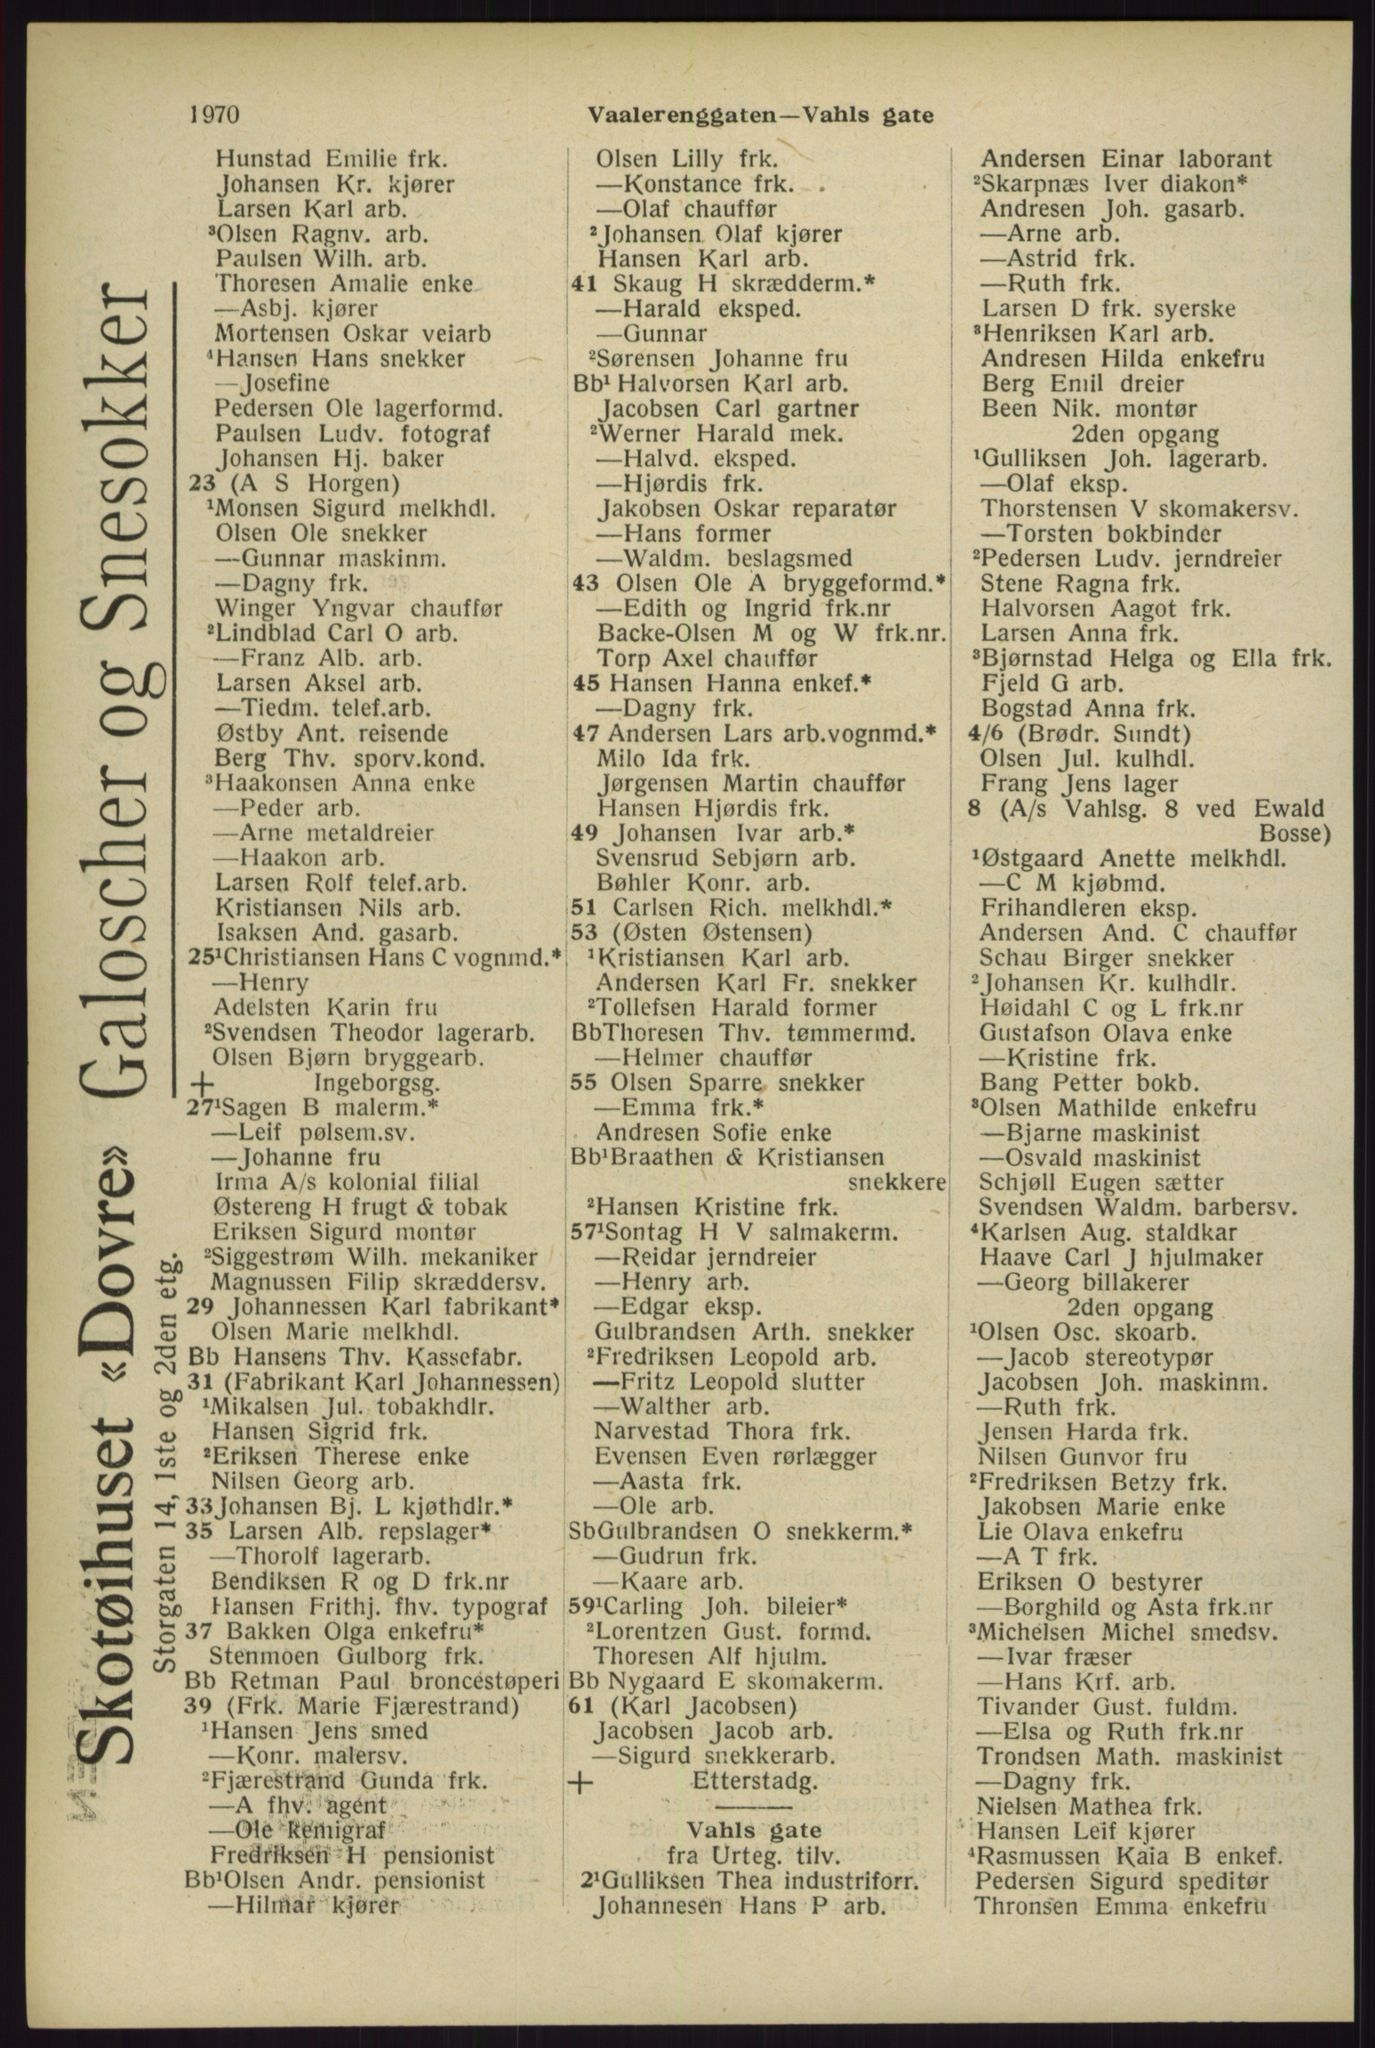 1970
Vaalerenggaten—Vahls gate
Hunstad Emilie frk.
Johansen Kr. kjører
Larsen Karl arb.
³Olsen Ragnv. arb.
Paulsen Wilh. arb.
Thoresen Amalie enke
—Asbj. kjører
Mortensen Oskar veiarb
⁴Hansen Hans snekker
—Josefine
Pedersen Ole lagerformd.
Paulsen Ludv. fotograf
Johansen Hj. baker
23 (A S Horgen)
¹Monsen Sigurd melkhdl.
Olsen Ole snekker
—Gunnar maskinm.
—Dagny frk.
Winger Yngvar chauffør
²Lindblad Carl O arb.
—Franz Alb. arb.
Larsen Aksel arb.
—Tiedm. telef.arb.
Østby Ant. reisende
Berg Thv. sporv.kond.
³Haakonsen Anna enke
—Peder arb.
—Arne metaldreier
—Haakon arb.
Larsen Rolf telef.arb.
Kristiansen Nils arb.
Isaksen And. gasarb.
25¹Christiansen Hans C vognmd.*
—Henry
Adelsten Karin fru
²Svendsen Theodor lagerarb.
Olsen Bjørn bryggearb.
+ Ingeborgsg.
27¹Sagen B malerm.*
—Leif pølsem.sv.
—Johanne fru
Irma A/s kolonial filial
Østereng H frugt & tobak
Eriksen Sigurd montør
²Siggestrøm Wilh. mekaniker
Magnussen Filip skræddersv.
29 Johannessen Karl fabrikant*
Olsen Marie melkhdl.
Bb Hansens Thv. Kassefabr.
31 (Fabrikant Karl Johannessen)
¹Mikalsen Jul. tobakhdlr.
Hansen Sigrid frk.
²Eriksen Therese enke
Nilsen Georg arb.
33Johansen Bj. L kjøthdlr.*
35 Larsen Alb. repslager*
—Thorolf lagerarb.
Bendiksen R og D frk.nr
Hansen Frithj. fhv. typograf
37 Bakken Olga enkefru*
Stenmoen Gulborg frk.
Bb Retman Paul broncestøperi
39 (Frk. Marie Fjærestrand)
¹Hansen Jens smed
—Konr. malersv.
²Fjærestrand Gunda frk.
—A fhv. agent
—Ole kemigraf
Fredriksen H pensionist
Bb¹Olsen Andr. pensionist
—Hilmar kjører
Olsen Lilly frk.
—Konstance frk.
—Olaf chauffør
²Johansen Olaf kjører
Hansen Karl arb.
41 Skaug H skrædderm.*
—Harald eksped.
—Gunnar
²Sørensen Johanne fru
Bb¹ Halvorsen Karl arb.
Jacobsen Carl gartner
²Werner Harald mek.
—Halvd. eksped.
—Hjørdis frk.
Jakobsen Oskar reparatør
—Hans former
—Waldm. beslagsmed
43 Olsen Ole A bryggeformd.*
—Edith og Ingrid frk.nr
Backe-Olsen M og W frk.nr.
Torp Axel chauffør
45 Hansen Hanna enkef.*
—Dagny frk.
47 Andersen Lars arb.vognmd.*
Milo Ida frk.
Jørgensen Martin chauffør
Hansen Hjørdis frk.
49 Johansen Ivar arb.*
Svensrud Sebjørn arb.
Bøhler Konr. arb.
51 Carlsen Rich. melkhdl.*
53 (Østen Østensen)
¹Kristiansen Karl arb.
Andersen Karl Fr. snekker
²Tollefsen Harald former
BbThoresen Thv. tømmermd.
—Helmer chauffør
55 Olsen Sparre snekker
—Emma frk.*
Andresen Sofie enke
Bb¹Braathen & Kristiansen
snekkere
²Hansen Kristine frk.
57¹Sontag H V salmakerm.
—Reidar jerndreier
—Henry arb.
—Edgar eksp.
Gulbrandsen Arth. snekker
²Fredriksen Leopold arb.
—Fritz Leopold slutter
—Walther arb.
Narvestad Thora frk.
Evensen Even rørlægger
—Aasta frk.
—Ole arb.
SbGulbrandsen O snekkerm.*
—Gudrun frk.
—Kaare arb.
59¹Carling Joh. bileier*
²Lorentzen Gust. formd.
Thoresen Alf hjulm.
Bb Nygaard E skomakerm.
61 (Karl Jacobsen)
Jacobsen Jacob arb.
—Sigurd snekkerarb.
+ Etterstadg.
Vahls gate
fra Urteg. tilv.
2¹Gulliksen Thea industriforr.
Johannesen Hans P arb.
Andersen Einar laborant
²Skarpnæs Iver diakon*
Andresen Joh. gasarb.
—Arne arb.
—Astrid frk.
—Ruth frk.
Larsen D frk. syerske
³Henriksen Karl arb.
Andresen Hilda enkefru
Berg Emil dreier
Been Nik. montør
2den opgang
¹Gulliksen Joh. lagerarb.
—Olaf eksp.
Thorstensen V skomakersv.
—Torsten bokbinder
²Pedersen Ludv. jerndreier
Stene Ragna frk.
Halvorsen Aagot frk.
Larsen Anna frk.
³Bjørnstad Helga og Ella frk.
Fjeld G arb.
Bogstad Anna frk.
4/6 (Brødr. Sundt)
Olsen Jul. kulhdl.
Frang Jens lager
8 (A/s Vahlsg. 8 ved Ewald
Bosse)
¹Østgaard Anette melkhdl.
—C M kjøbmd.
Frihandleren eksp.
Andersen And. C chauffør
Schau Birger snekker
²Johansen Kr. kulhdlr.
Høidahl C og L frk.nr
Gustafson Olava enke
—Kristine frk.
Bang Petter bokb.
³Olsen Mathilde enkefru
—Bjarne maskinist
—Osvald maskinist
Schjøll Eugen sætter
Svendsen Waldm. barbersv.
⁴Karlsen Aug. staldkar
Haave Carl J hjulmaker
—Georg billakerer
2den opgang
¹Olsen Osc. skoarb.
—Jacob stereotypør
Jacobsen Joh. maskinm.
—Ruth frk.
Jensen Harda frk.
Nilsen Gunvor fru
²Fredriksen Betzy frk.
Jakobsen Marie enke
Lie Olava enkefru
—A T frk.
Eriksen O bestyrer
—Borghild og Asta frk.nr
³Michelsen Michel smedsv.
—Ivar fræser
—Hans Krf. arb.
Tivander Gust. fuldm.
—Elsa og Ruth frk.nr
Trondsen Math. maskinist
—Dagny frk.
Nielsen Mathea frk.
Hansen Leif kjører
⁴Rasmussen Kaia B enkef.
Pedersen Sigurd speditør
Thronsen Emma enkefru
Skotøihuset «Dovre» Galoscher og Snesokker
Storgaten 14, 1ste og 2den etg.